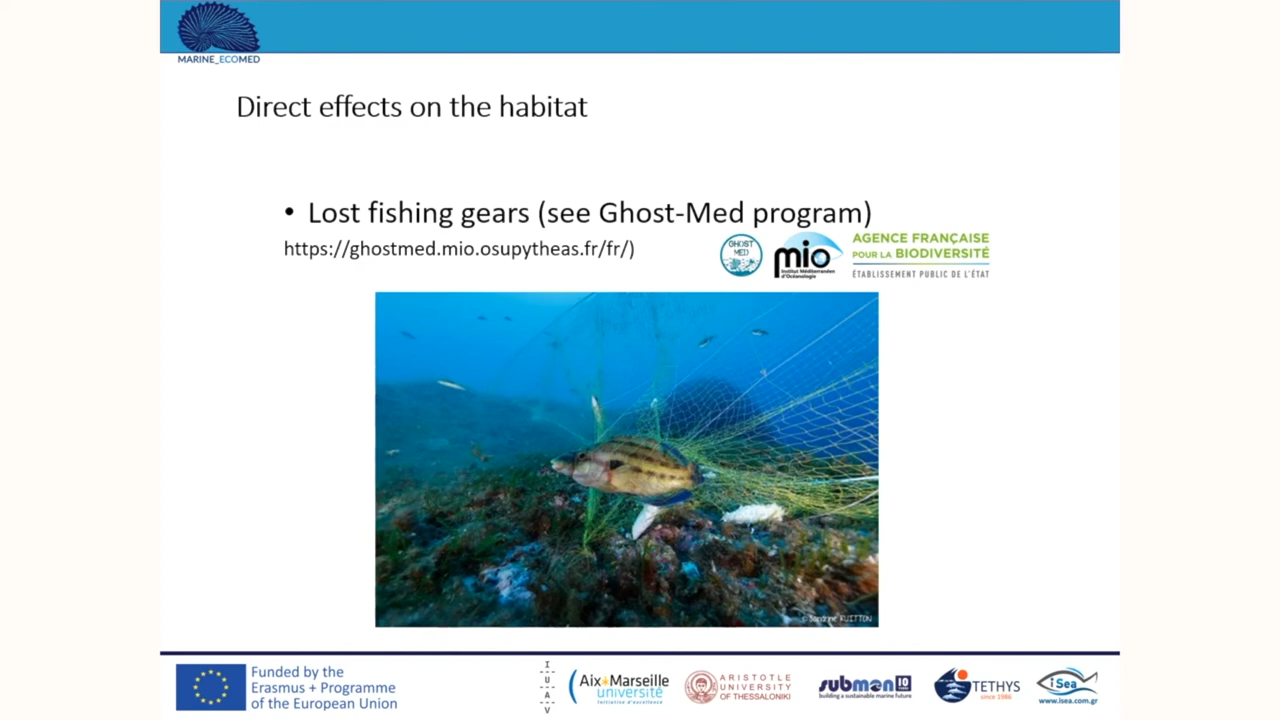 MARINE_ECOMED
Direct effects on the habitat
• Lost fishing gears (see Ghost-Med program)
https://ghostmed.mio.osupytheas.fr/fr/)
GHOST
MED
mio
Institut Méditerranéen
d'Océanologie
AGENCE FRANÇAISE
POUR LA BIODIVERSITÉ
ÉTABLISSEMENT PUBLIC DE L'ÉTAT
© Sandrine RUITTON
Funded by the
Erasmus + Programme
of the European Union
I
U
A
V
Aix*Marseille
université
Initiative d'excellence
ARISTOTLE
UNIVERSITY
OF THESSALONIKI
submon 10
building a sustainable marine future
TETHYS
since 1986
iSea
www.isea.com.gr